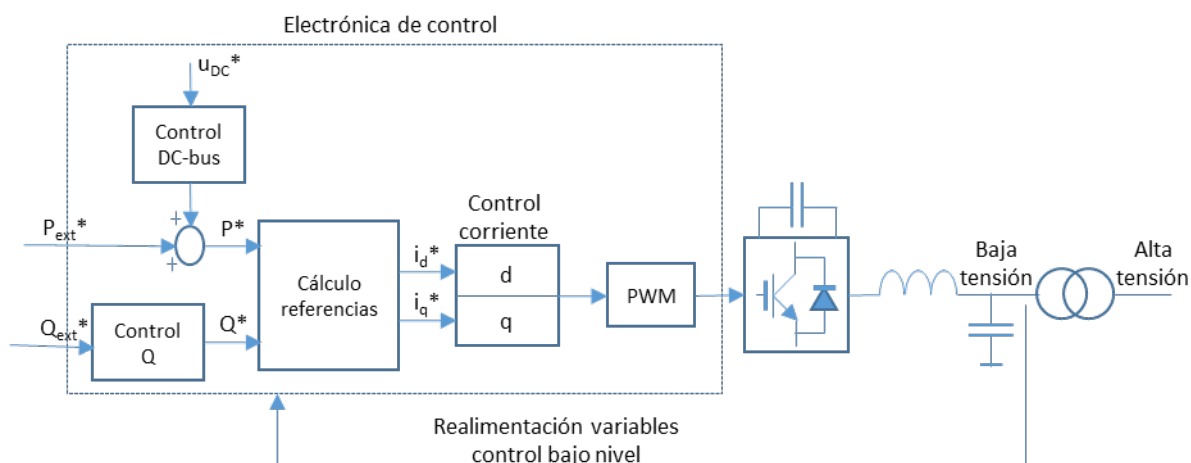 Electrónica de control
uDC*
Control
DC-bus
+
Pext*
+
P*
Cálculo
referencias
Control
corriente
id*
iq*
d
q
PWM
Baja
tensión
Alta
tensión
Qext*
Control
Q
Q*
Realimentación variables
control bajo nivel